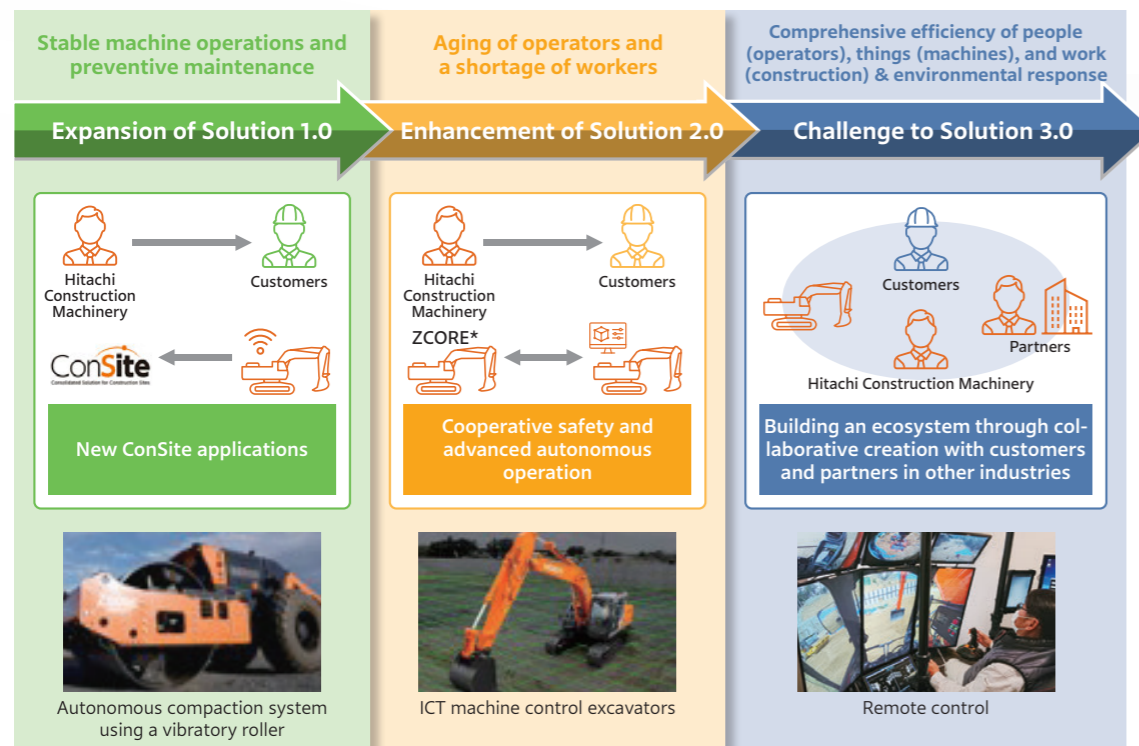 Stable machine operations and
preventive maintenance
Expansion of Solution 1.0
Hitachi
Construction
Machinery
Customers
ConSite
Consolidated Solution for Construction Sites
New ConSite applications
Autonomous compaction system
using a vibratory roller
Aging of operators and
a shortage of workers
Enhancement of Solution 2.0
Hitachi
Construction
Machinery
Customers
ZCORE*
Cooperative safety and
advanced autonomous
operation
ICT machine control excavators
Comprehensive efficiency of people
(operators), things (machines), and work
(construction) & environmental response
Challenge to Solution 3.0
Customers
Partners
Hitachi Construction Machinery
Building an ecosystem through col-
laborative creation with customers
and partners in other industries
Remote control